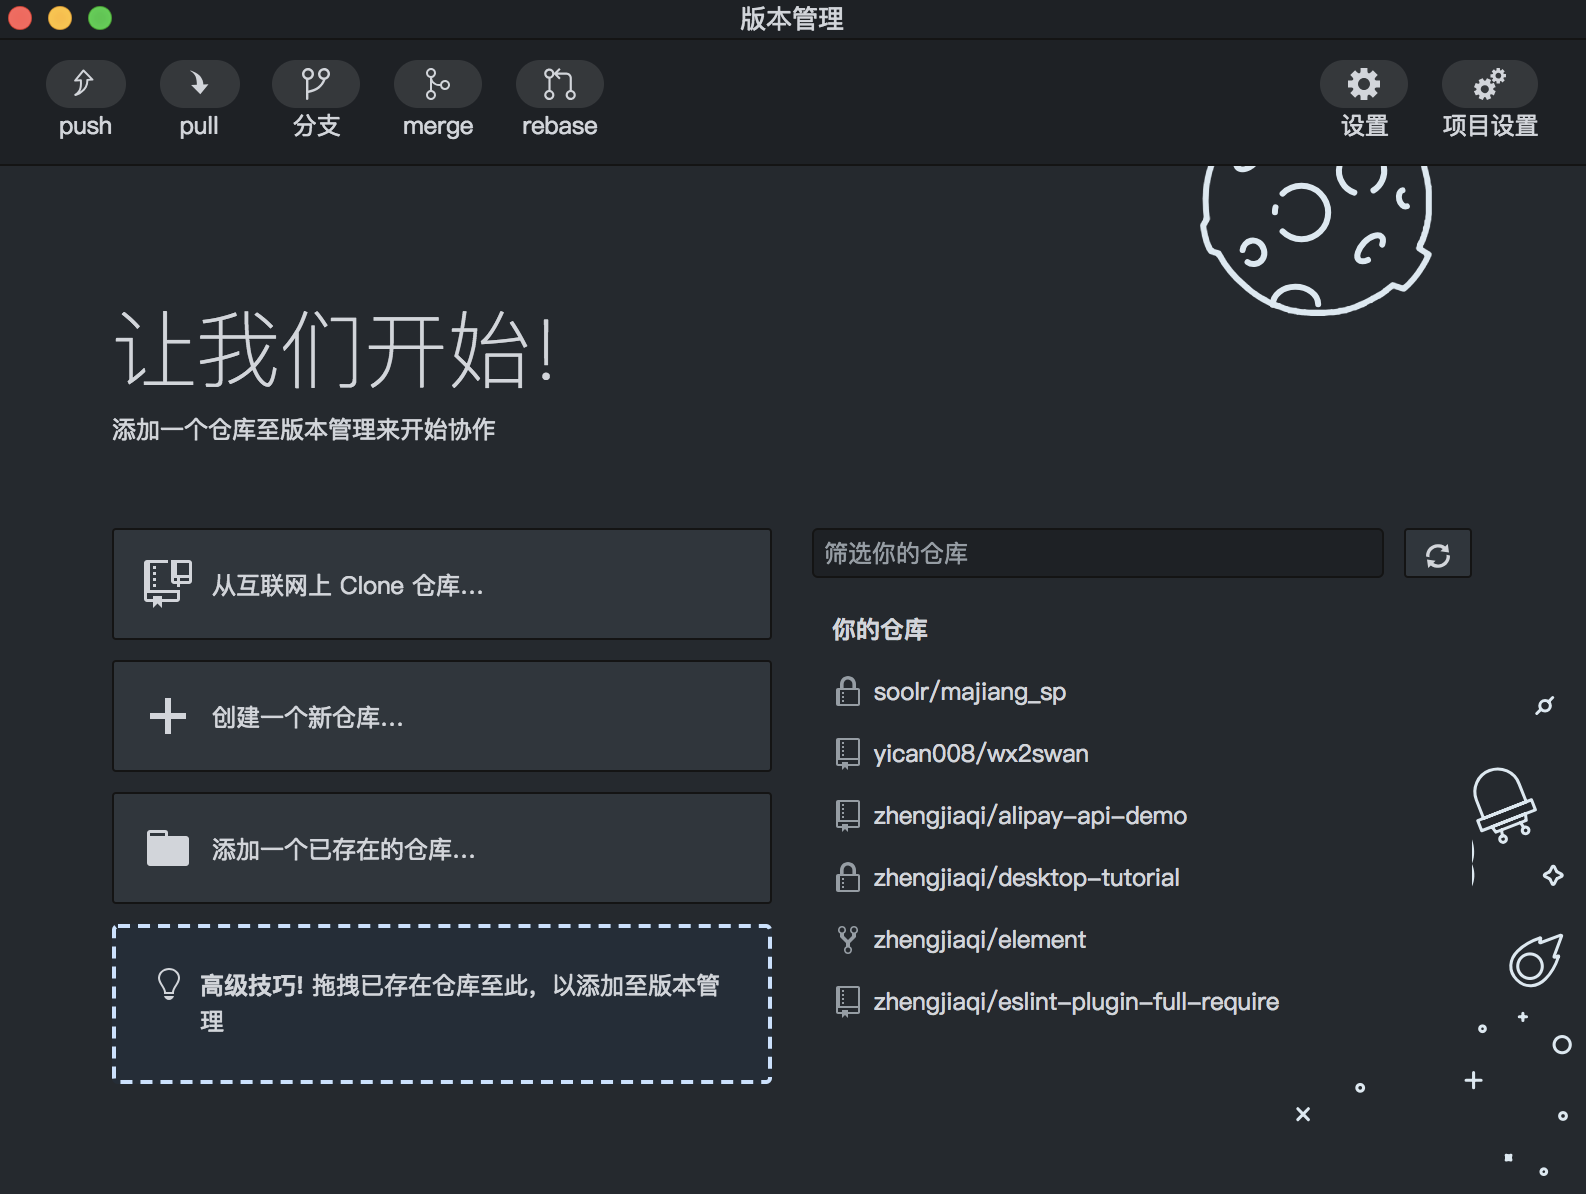 版本管理
push
pull
分支
merge
rebase
设置
项目设置
让我们开始!
添加一个仓库至版本管理来开始协作
从互联网上 Clone 仓库...
创建一个新仓库...
添加一个已存在的仓库...
高级技巧! 拖拽已存在仓库至此，以添加至版本管
理
筛选你的仓库
你的仓库
soolr/majiang_sp
yican008/wx2swan
zhengjiaqi/alipay-api-demo
zhengjiaqi/desktop-tutorial
zhengjiaqi/element
zhengjiaqi/eslint-plugin-full-require